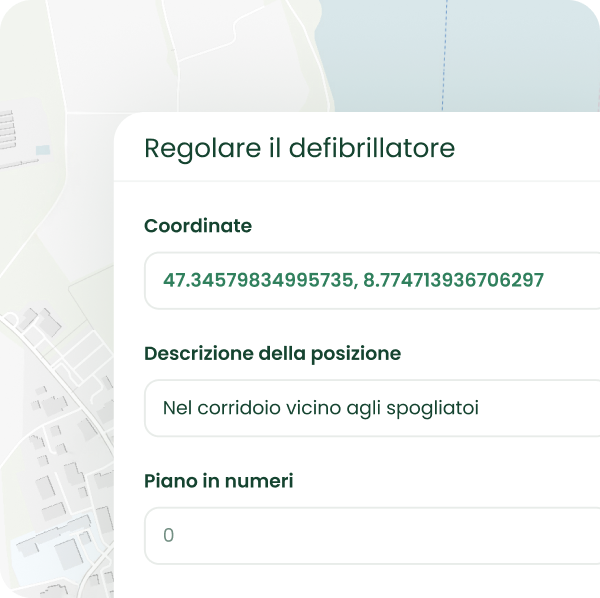 Regolare il defibrillatore
Coordinate
47.34579834995735, 8.774713936706297
Descrizione della posizione
Nel corridoio vicino agli spogliatoi
Piano in numeri
0